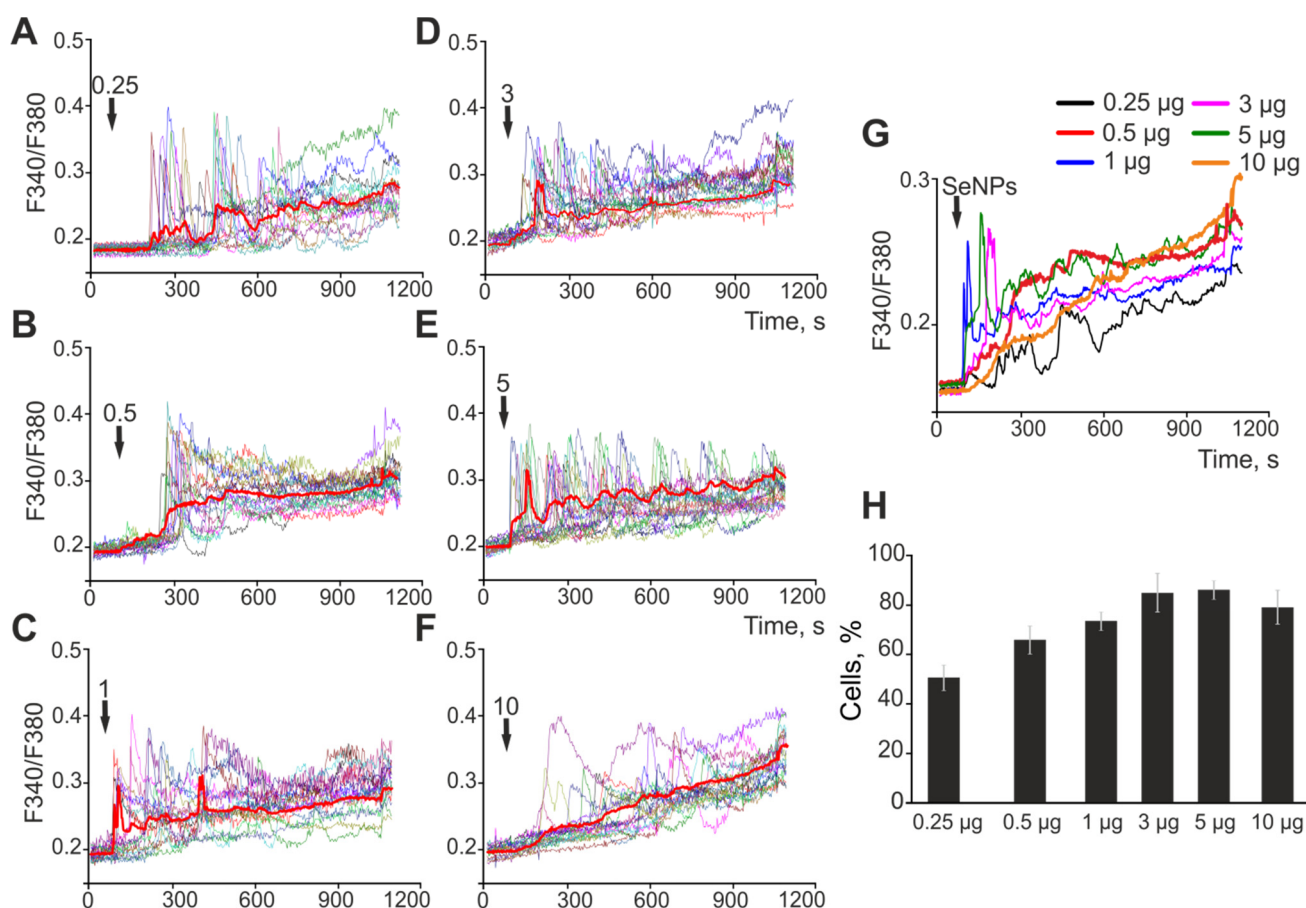 A
0.5
0.4
0.3
0.2
F340/F380
0.25
0 300 600 900 1200
D
0.5
0.4
0.3
0.2
3
0 300 600 900 1200
Time, s
B
0.5
0.4
0.3
0.2
F340/F380
0.5
0 300 600 900 1200
E
0.5
0.4
0.3
0.2
5
0 300 600 900 1200
Time, s
C
0.5
0.4
0.3
0.2
F340/F380
1
0 300 600 900 1200
F
0.5
0.4
0.3
0.2
10
0 300 600 900 1200
0.25 µg 3 µg
0.5 µg 5 µg
1 µg 10 µg
G
SeNPs
0.3
0.2
F340/F380
0 300 600 900 1200
Time, s
H
100
80
60
40
20
0
Cells, %
0.25 µg 0.5 µg 1 µg 3 µg 5 µg 10 µg